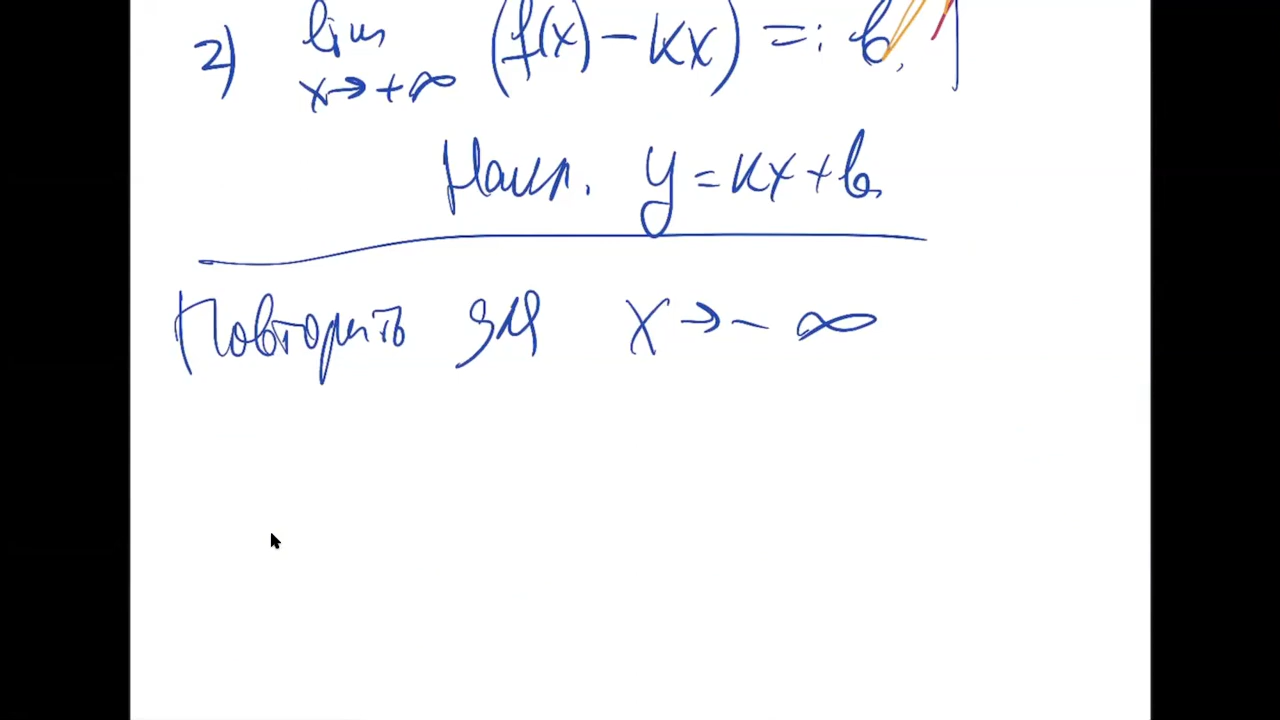 2) lim (f(x) - kx) =: b.
x→+∞
Накл. y = kx + b.
Повторить для x → -∞